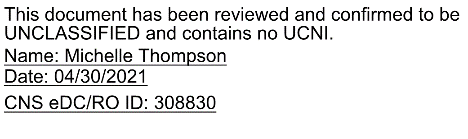 This document has been reviewed and confirmed to be
UNCLASSIFIED and contains no UCNI.
Name: Michelle Thompson
Date: 04/30/2021
CNS eDC/RO ID: 308830